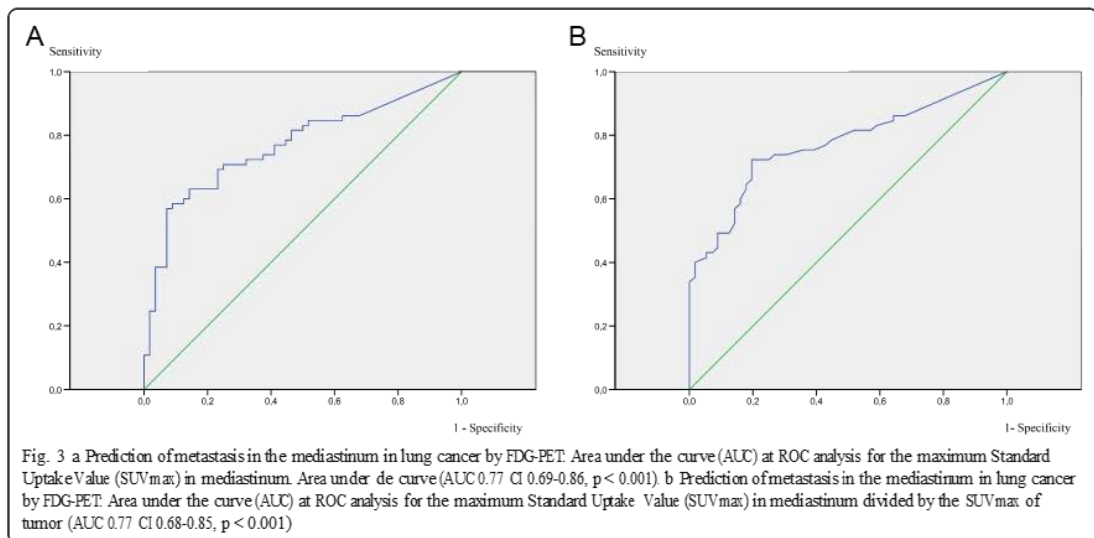 A
Sensitivity
1,0
0,8
0,6
0,4
0,2
0,0
0,0 0,2 0,4 0,6 0,8 1,0
1 - Specificity
B
Sensitivity
1,0
0,8
0,6
0,4
0,2
0,0
0,0 0,2 0,4 0,6 0,8 1,0
1- Specificity
Fig. 3 a Prediction of metastasis in the mediastinum in lung cancer by FDG-PET. Area under the curve (AUC) at ROC analysis for the maximum Standard
Uptake Value (SUVmax) in mediastinum. Area under de curve (AUC 0.77 CI 0.69-0.86, p < 0.001). b Prediction of metastasis in the mediastinum in lung cancer
by FDG-PET. Area under the curve (AUC) at ROC analysis for the maximum Standard Uptake Value (SUVmax) in mediastinum divided by the SUVmax of
tumor (AUC 0.77 CI 0.68-0.85, p < 0.001)